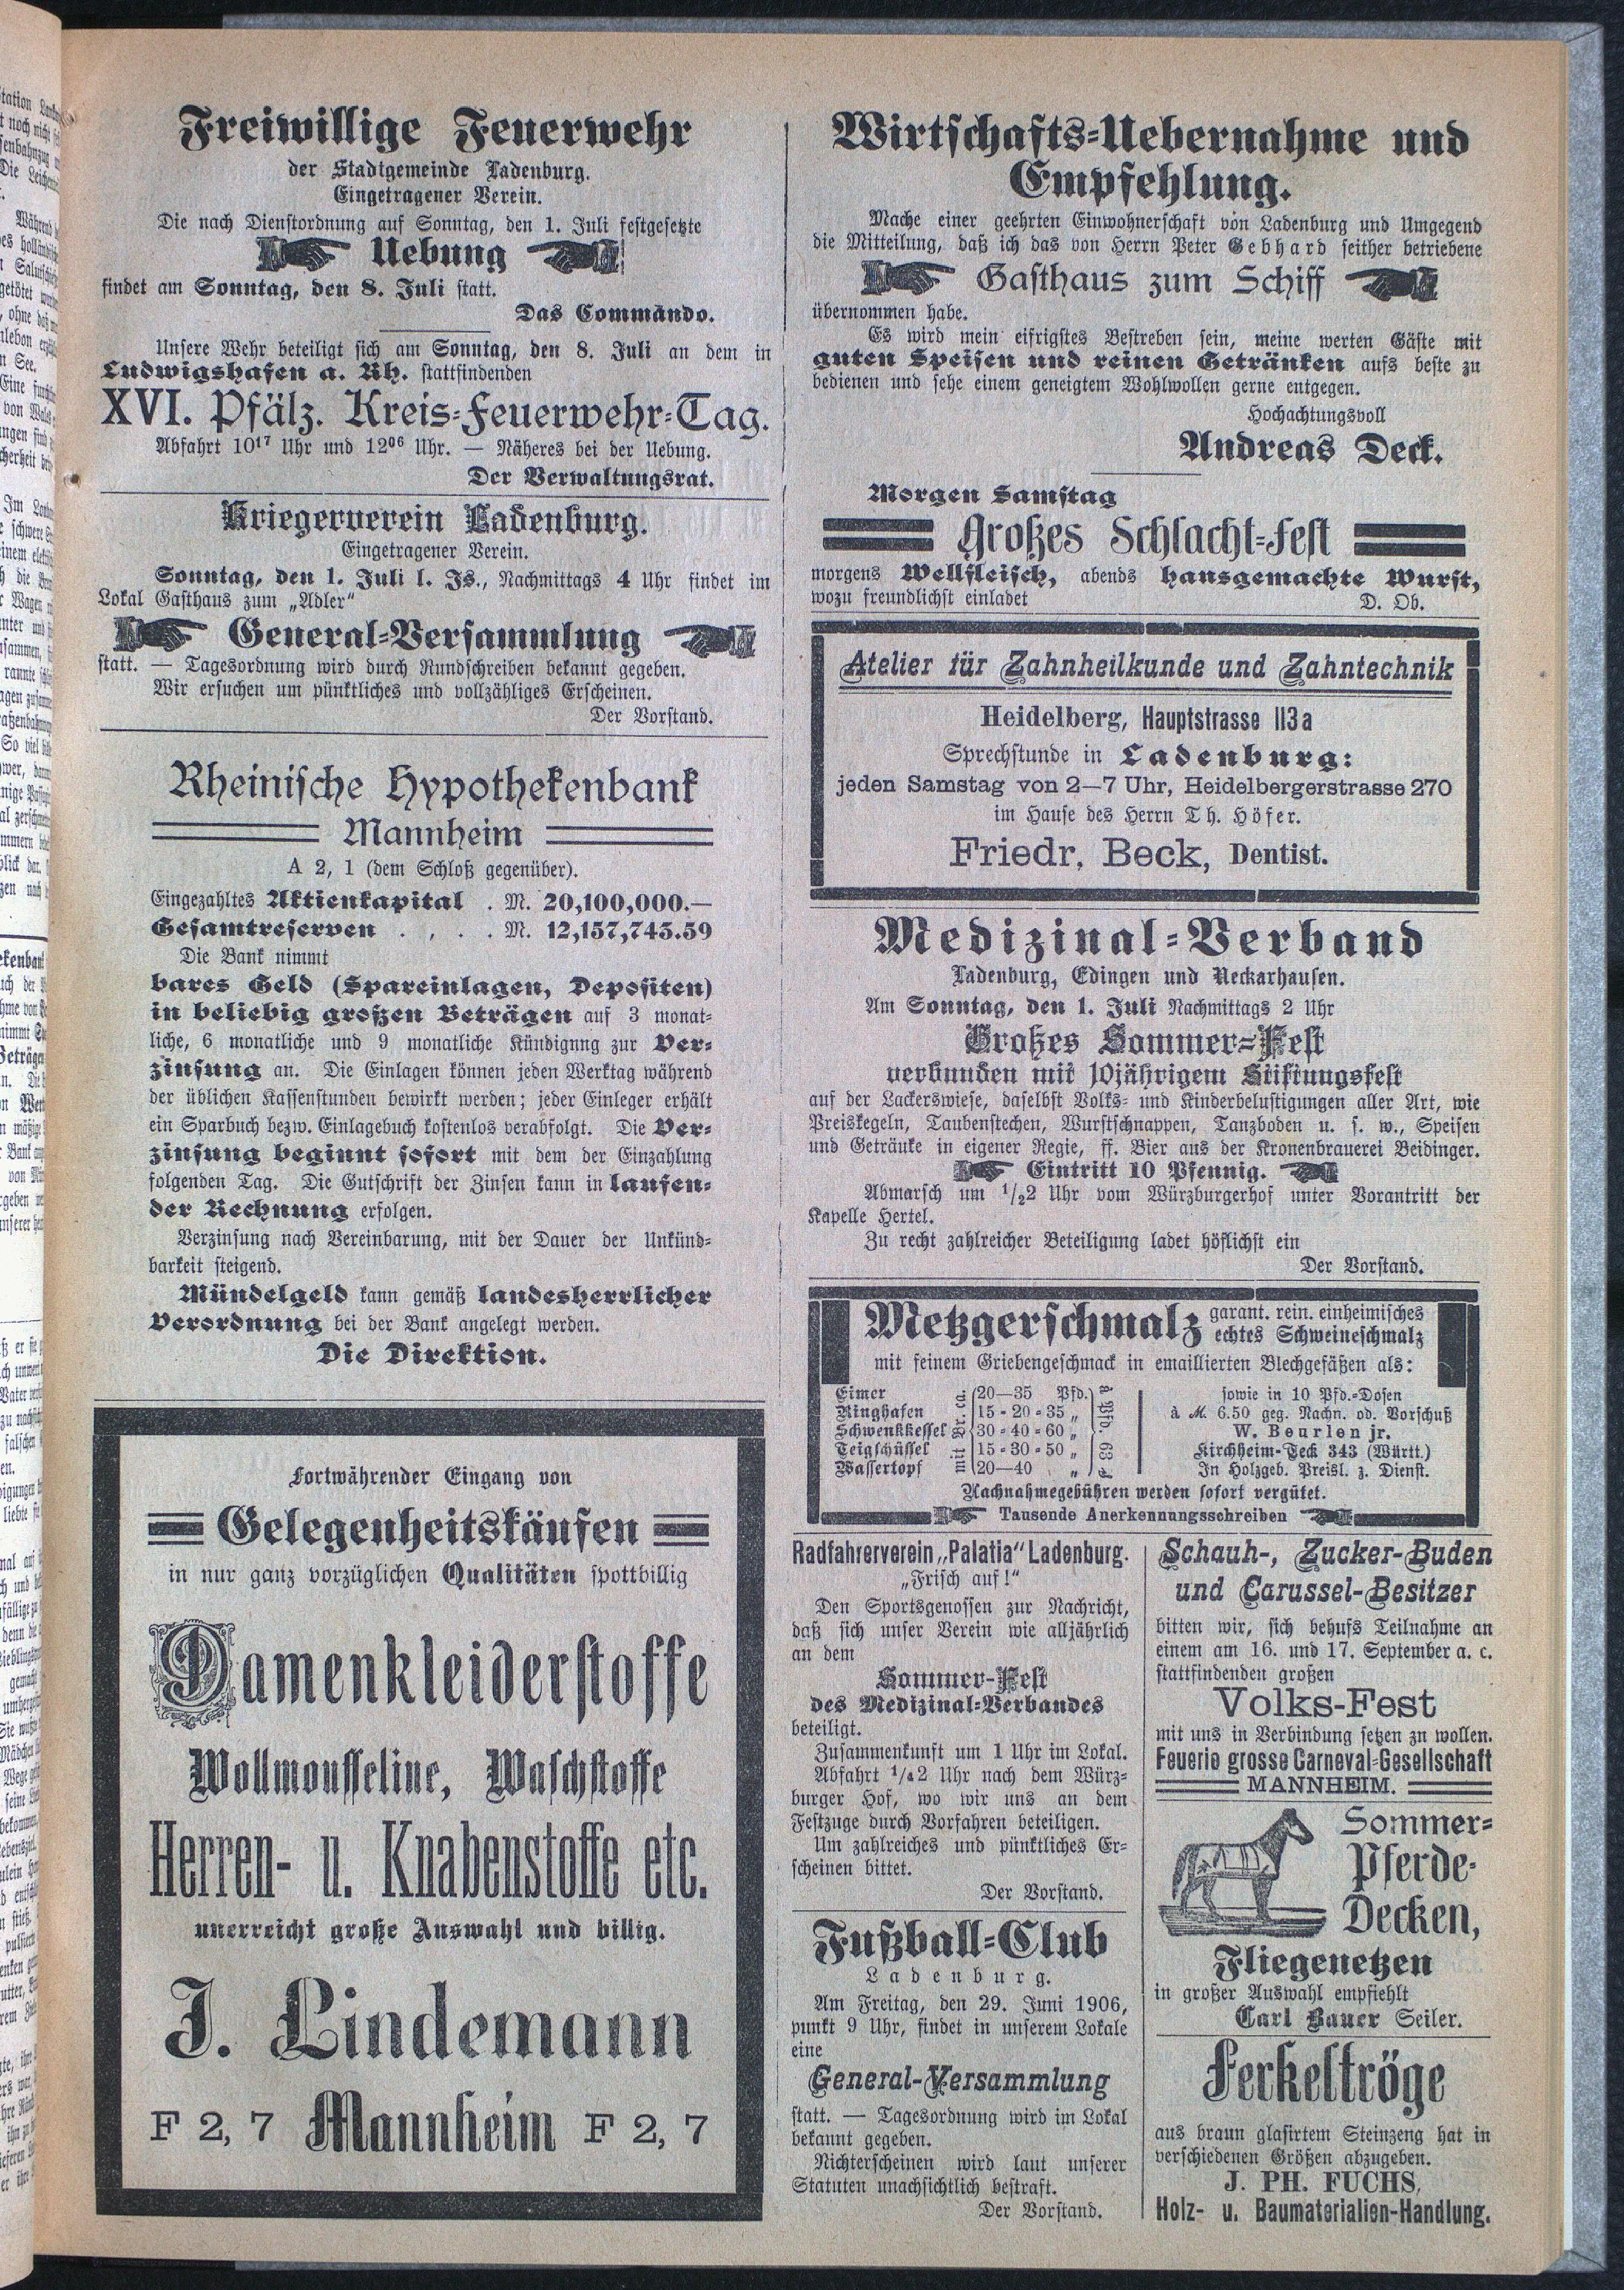 Freiwillige Feuerwehr
der Stadtgemeinde Ladenburg.
Eingetragener Verein.
Die nach Dienstordnung auf Sonntag, den 1. Juli festgesetzte
Uebung
findet am Sonntag, den 8. Juli statt.
Das Commando.
Unsere Wehr beteiligt sich am Sonntag, den 8. Juli an dem in
Ludwigshafen a. Rh. stattfindenden
XVI. Pfälz. Kreis-Feuerwehr-Tag.
Abfahrt 10¹⁷ Uhr und 12⁰⁶ Uhr. — Näheres bei der Uebung.
Der Verwaltungsrat.
Kriegerverein Ladenburg.
Eingetragener Verein.
Sonntag, den 1. Juli l. Js., Nachmittags 4 Uhr findet im
Lokal Gasthaus zum „Adler“
General-Versammlung
statt. — Tagesordnung wird durch Rundschreiben bekannt gegeben.
Wir ersuchen um pünktliches und vollzähliges Erscheinen.
Der Vorstand.
Rheinische Hypothekenbank
Mannheim
A 2, 1 (dem Schloß gegenüber).
Eingezahltes Aktienkapital . M. 20,100,000.—
Gesamtreserven . , . . M. 12,157,745.59
Die Bank nimmt
bares Geld (Spareinlagen, Depositen)
in beliebig großen Beträgen auf 3 monat-
liche, 6 monatliche und 9 monatliche Kündigung zur Ver-
zinsung an. Die Einlagen können jeden Werktag während
der üblichen Kassenstunden bewirkt werden; jeder Einleger erhält
ein Sparbuch bezw. Einlagebuch kostenlos verabfolgt. Die Ver-
zinsung beginnt sofort mit dem der Einzahlung
folgenden Tag. Die Gutschrift der Zinsen kann in laufen-
der Rechnung erfolgen.
Verzinsung nach Vereinbarung, mit der Dauer der Unkünd-
barkeit steigend.
Mündelgeld kann gemäß landesherrlicher
Verordnung bei der Bank angelegt werden.
Die Direktion.
Fortwährender Eingang von
Gelegenheitskäufen
in nur ganz vorzüglichen Qualitäten spottbillig
Damenkleiderstoffe
Wollmousseline, Waschstoffe
Herren- u. Knabenstoffe etc.
unerreicht große Auswahl und billig.
J. Lindemann
F 2, 7 Mannheim F 2, 7
Wirtschafts-Uebernahme und
Empfehlung.
Mache einer geehrten Einwohnerschaft von Ladenburg und Umgegend
die Mitteilung, daß ich das von Herrn Peter Gebhard seither betriebene
Gasthaus zum Schiff
übernommen habe.
Es wird mein eifrigstes Bestreben sein, meine werten Gäste mit
guten Speisen und reinen Getränken aufs beste zu
bedienen und sehe einem geneigtem Wohlwollen gerne entgegen.
Hochachtungsvoll
Andreas Deck.
Morgen Samstag
Großes Schlacht-Fest
morgens Wellfleisch, abends hausgemachte Wurst,
wozu freundlichst einladet D. Ob.
Atelier für Zahnheilkunde und Zahntechnik
Heidelberg, Hauptstrasse 113a
Sprechstunde in Ladenburg:
jeden Samstag von 2—7 Uhr, Heidelbergerstrasse 270
im Hause des Herrn Th. Höfer.
Friedr. Beck, Dentist.
Medizinal-Verband
Ladenburg, Edingen und Neckarhausen.
Am Sonntag, den 1. Juli Nachmittags 2 Uhr
Großes Sommer-Fest
verbunden mit 10jährigem Stiftungsfest
auf der Lackerswiese, daselbst Volks- und Kinderbelustigungen aller Art, wie
Preiskegeln, Taubenstechen, Wurstschnappen, Tanzboden u. s. w., Speisen
und Getränke in eigener Regie, ff. Bier aus der Kronenbrauerei Beidinger.
Eintritt 10 Pfennig.
Abmarsch um ½2 Uhr vom Würzburgerhof unter Vorantritt der
Kapelle Hertel.
Zu recht zahlreicher Beteiligung ladet höflichst ein
Der Vorstand.
Metzgerschmalz garant. rein. einheimisches
echtes Schweineschmalz
mit feinem Griebengeschmack in emaillierten Blechgefäßen als:
Eimer 20—35 Pfd.
Ringhafen 15-20-35 „
Schwenkkessel 30-40-60 „
Teigschüssel 15-30-50 „
Wassertopf 20—40 „
mit Br. ca.
a Pfd. 63
sowie in 10 Pfd.-Dosen
à M. 6.50 geg. Nachn. od. Vorschuß
W. Beurlen jr.
Kirchheim-Teck 343 (Württ.)
In Holzgeb. Preisl. z. Dienst.
Nachnahmegebühren werden sofort vergütet.
Tausende Anerkennungsschreiben
Radfahrerverein „Palatia“ Ladenburg.
„Frisch auf!“
Den Sportsgenossen zur Nachricht,
daß sich unser Verein wie alljährlich
an dem
Sommer-Fest
des Medizinal-Verbandes
beteiligt.
Zusammenkunft um 1 Uhr im Lokal.
Abfahrt ¼2 Uhr nach dem Würz-
burger Hof, wo wir uns an dem
Festzuge durch Vorfahren beteiligen.
Um zahlreiches und pünktliches Er-
scheinen bittet.
Der Vorstand.
Fußball-Club
Ladenburg.
Am Freitag, den 29. Juni 1906,
punkt 9 Uhr, findet in unserem Lokale
eine
General-Versammlung
statt. — Tagesordnung wird im Lokal
bekannt gegeben.
Nichterscheinen wird laut unserer
Statuten unachsichtlich bestraft.
Der Vorstand.
Schauh-, Zucker-Buden
und Carussel-Besitzer
bitten wir, sich behufs Teilnahme an
einem am 16. und 17. September a. c.
stattfindenden großen
Volks-Fest
mit uns in Verbindung setzen zu wollen.
Feuerio grosse Carneval-Gesellschaft
MANNHEIM.
Sommer-
Pferde-
Decken,
Fliegenetzen
in großer Auswahl empfiehlt
Carl Bauer Seiler.
Ferkeltröge
aus braun glasirtem Steinzeng hat in
verschiedenen Größen abzugeben.
J. PH. FUCHS,
Holz- u. Baumaterialien-Handlung.